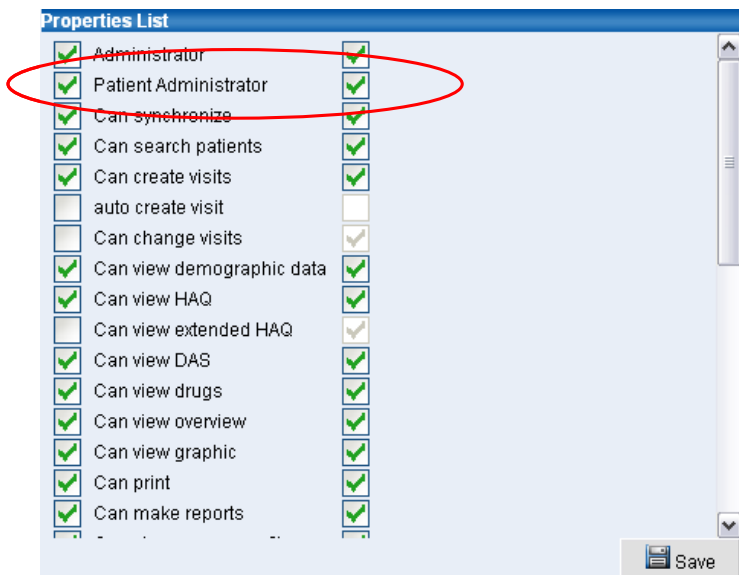 Properties List
Administrator
Patient Administrator
Can synchronize
Can search patients
Can create visits
auto create visit
Can change visits
Can view demographic data
Can view HAQ
Can view extended HAQ
Can view DAS
Can view drugs
Can view overview
Can view graphic
Can print
Can make reports
Save